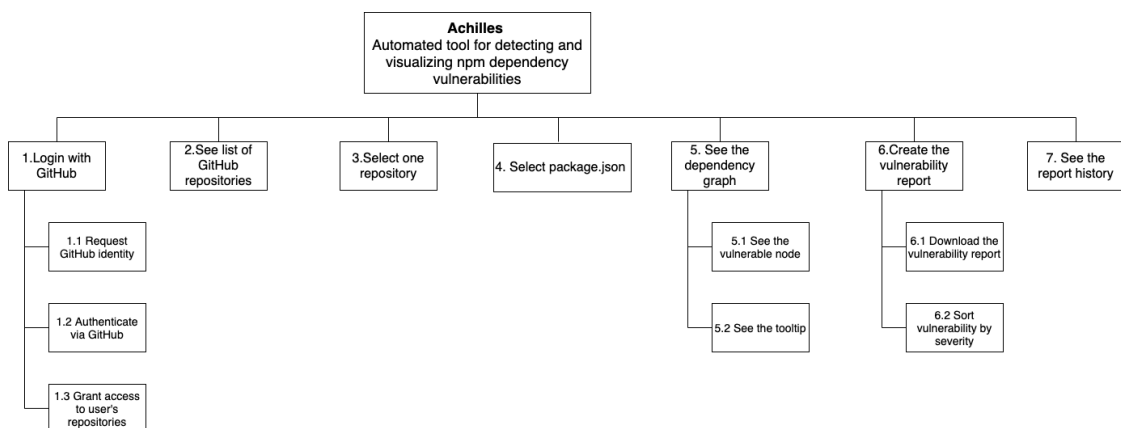 Achilles
Automated tool for detecting and
visualizing npm dependency
vulnerabilities
1.Login with
GitHub
2.See list of
GitHub
repositories
3.Select one
repository
4. Select package.json
5. See the
dependency
graph
6.Create the
vulnerability
report
7. See the
report history
1.1 Request
GitHub identity
1.2 Authenticate
via GitHub
1.3 Grant access
to user's
repositories
5.1 See the
vulnerable node
5.2 See the tooltip
6.1 Download the
vulnerability report
6.2 Sort
vulnerability by
severity